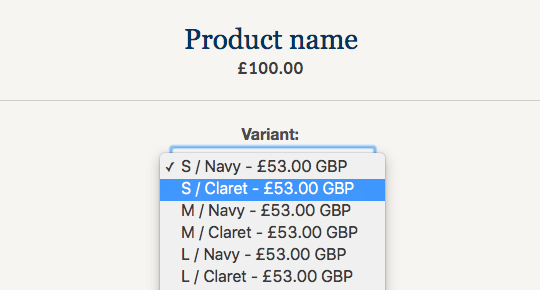 Product name
£100.00
Variant:
✓ S / Navy - £53.00 GBP
S / Claret - £53.00 GBP
M / Navy - £53.00 GBP
M / Claret - £53.00 GBP
L / Navy - £53.00 GBP
L / Claret - £53.00 GBP